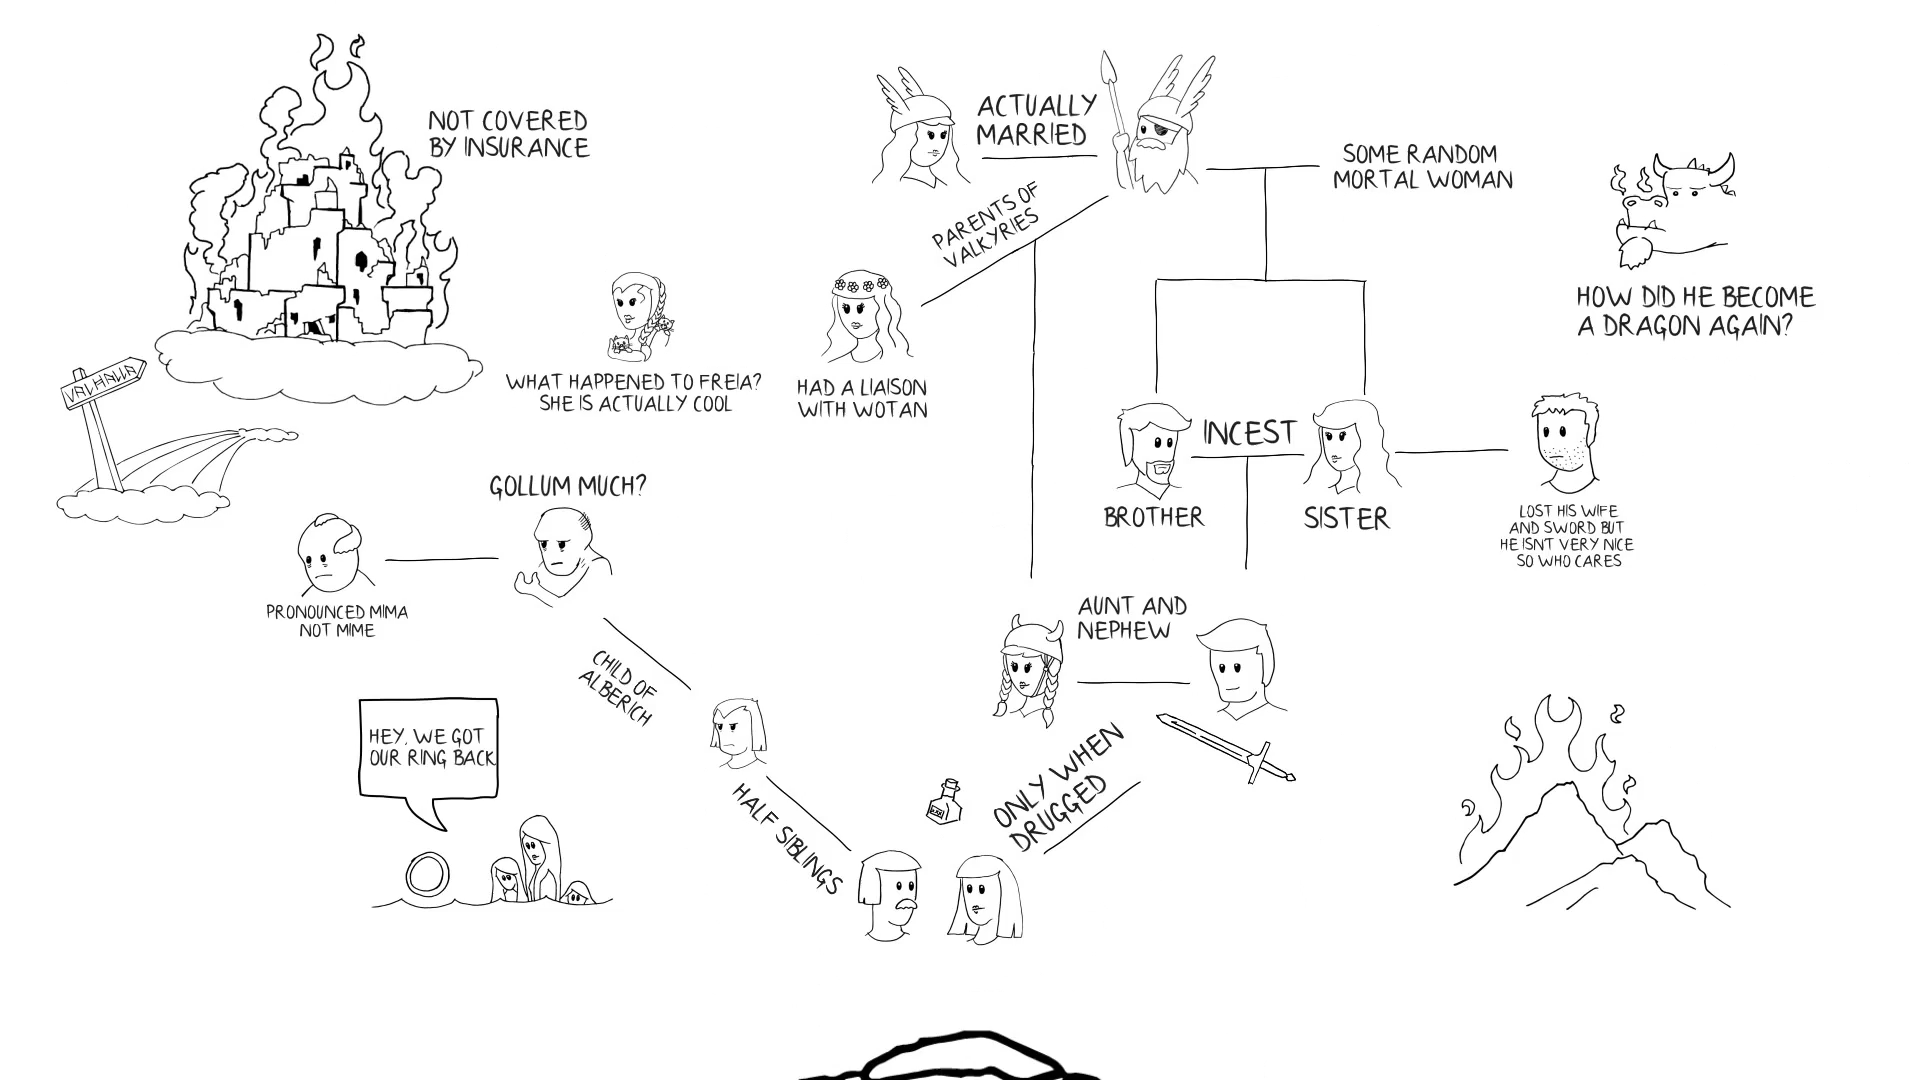 NOT COVERED
BY INSURANCE
ACTUALLY
MARRIED
SOME RANDOM
MORTAL WOMAN
PARENTS OF
VALKYRIES
HOW DID HE BECOME
A DRAGON AGAIN?
VALHALLA
WHAT HAPPENED TO FREIA?
SHE IS ACTUALLY COOL
HAD A LIAISON
WITH WOTAN
INCEST
BROTHER
SISTER
LOST HIS WIFE
AND SWORD BUT
HE ISNT VERY NICE
SO WHO CARES
GOLLUM MUCH?
PRONOUNCED MIMA
NOT MIME
AUNT AND
NEPHEW
CHILD OF
ALBERICH
HEY, WE GOT
OUR RING BACK
HALF SIBLINGS
ONLY WHEN
DRUGGED